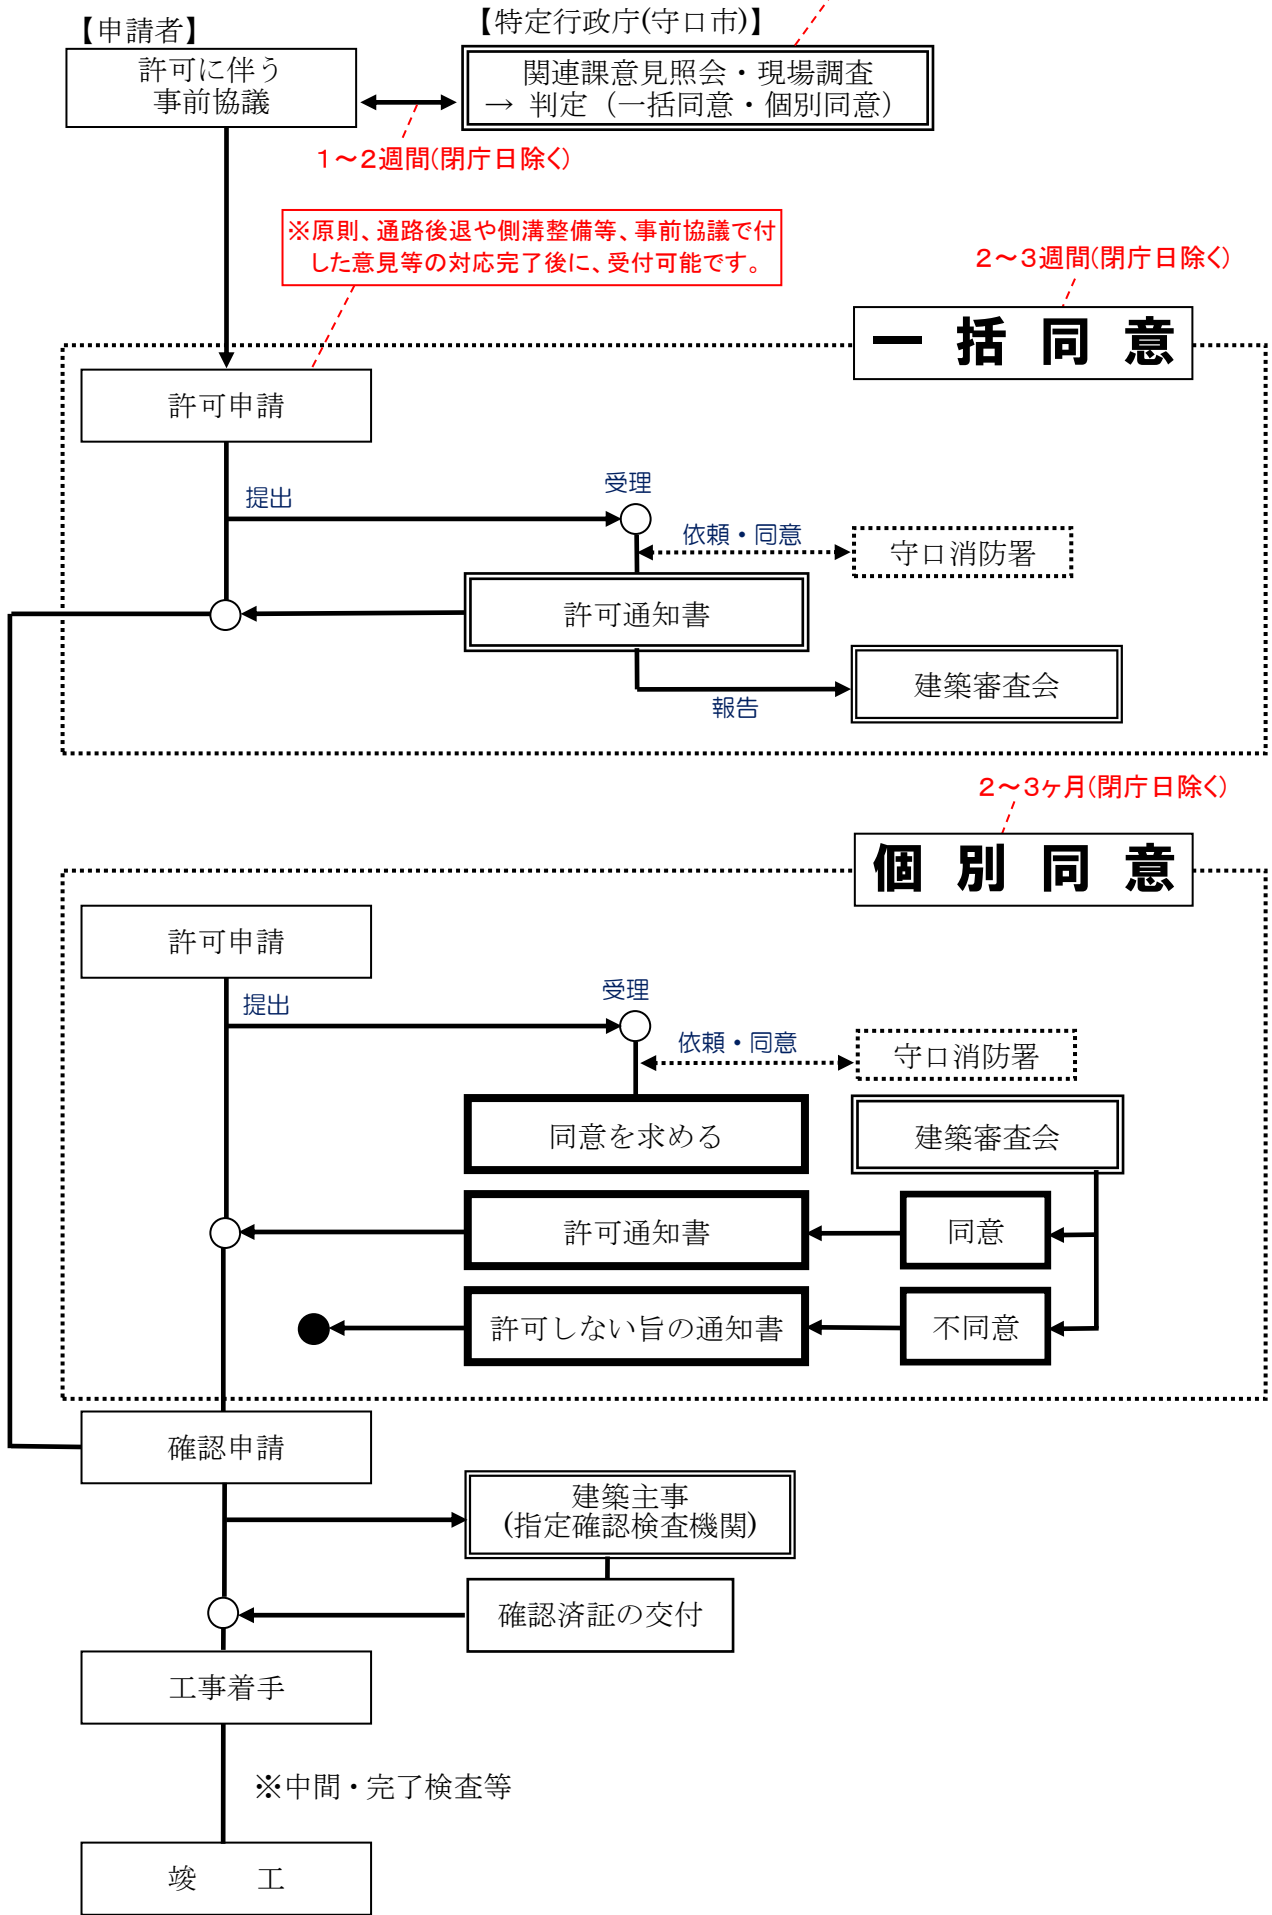 【申請者】
【特定行政庁(守口市)】
許可に伴う
事前協議
関連課意見照会・現場調査
→ 判定（一括同意・個別同意）
１～２週間(閉庁日除く)
※原則、通路後退や側溝整備等、事前協議で付
した意見等の対応完了後に、受付可能です。
２～３週間(閉庁日除く)
一 括 同 意
許可申請
提出
受理
依頼・同意
守口消防署
許可通知書
建築審査会
報告
２～３ヶ月(閉庁日除く)
個 別 同 意
許可申請
提出
受理
依頼・同意
守口消防署
同意を求める
建築審査会
許可通知書
同意
許可しない旨の通知書
不同意
確認申請
建築主事
(指定確認検査機関)
確認済証の交付
工事着手
※中間・完了検査等
竣　　工